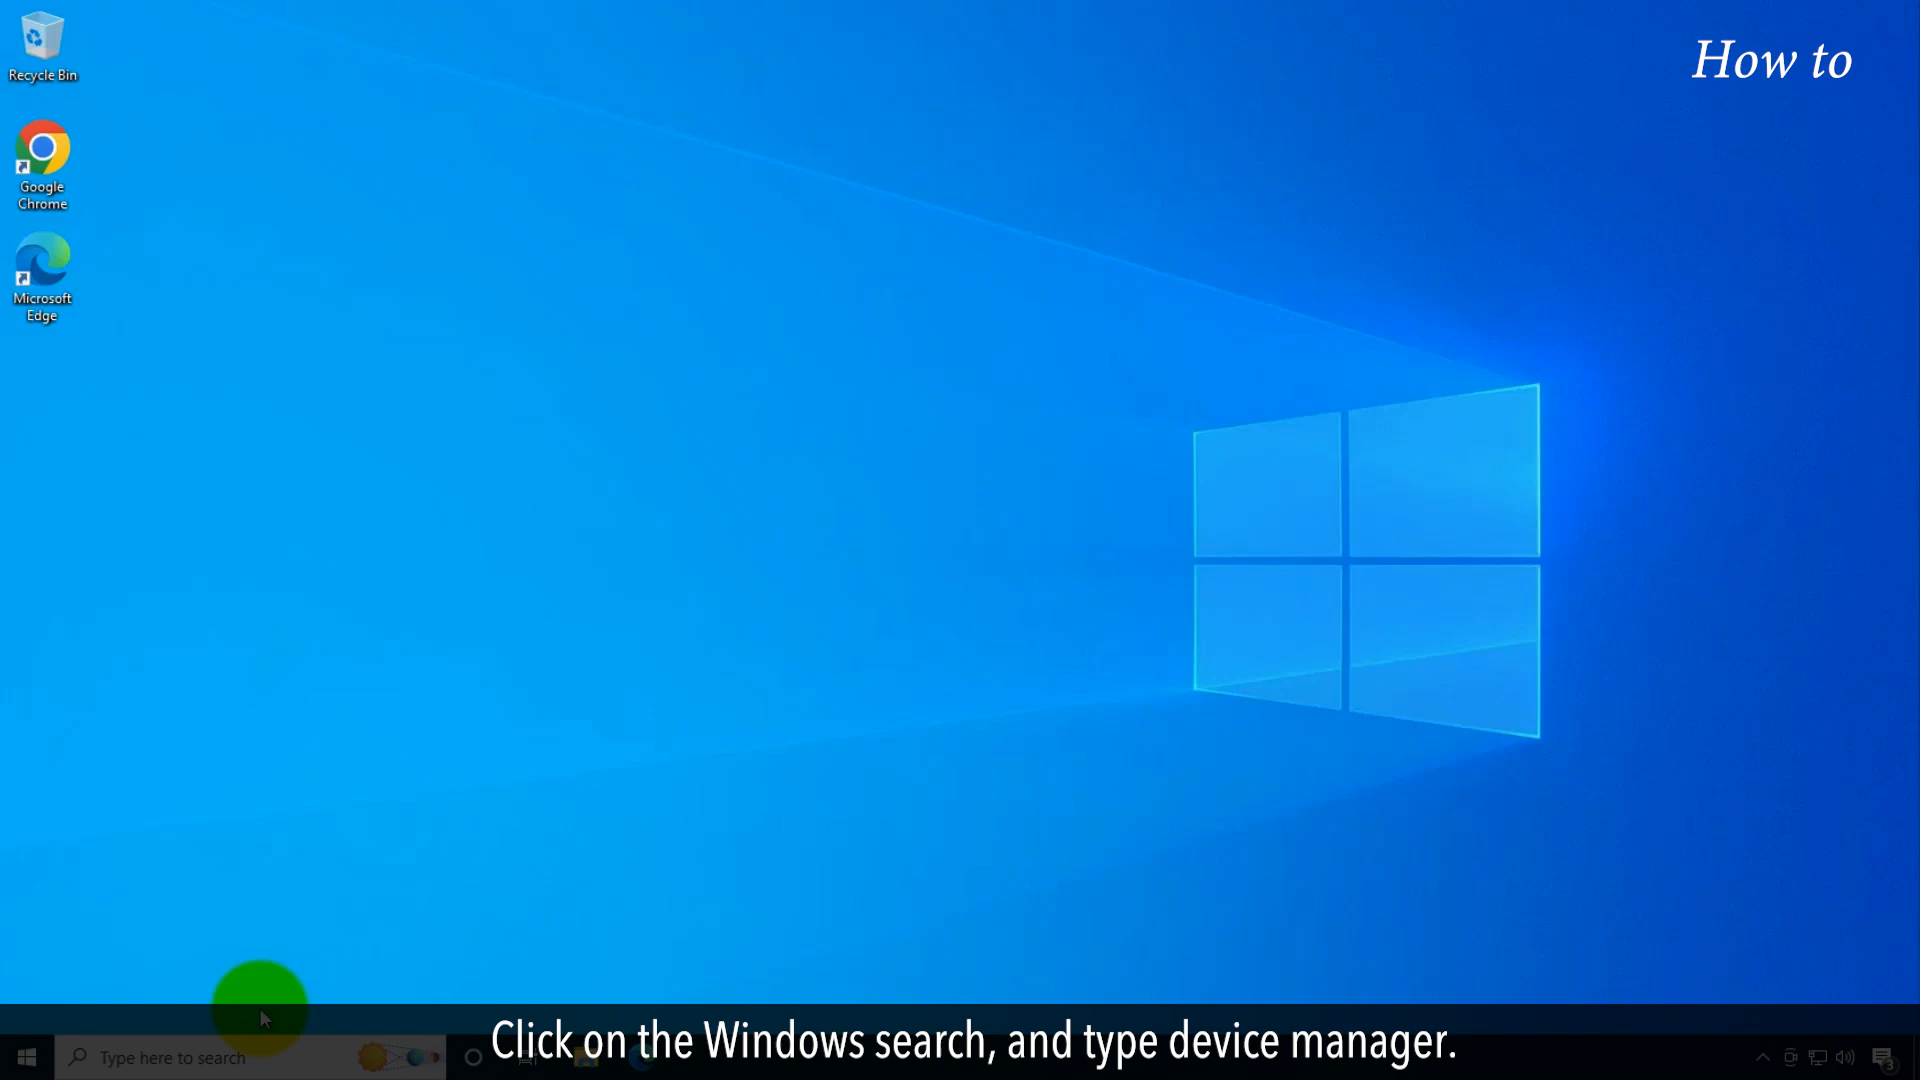 How to
Recycle Bin
Google
Chrome
Microsoft
Edge
Click on the Windows search, and type device manager.
Type here to search
3